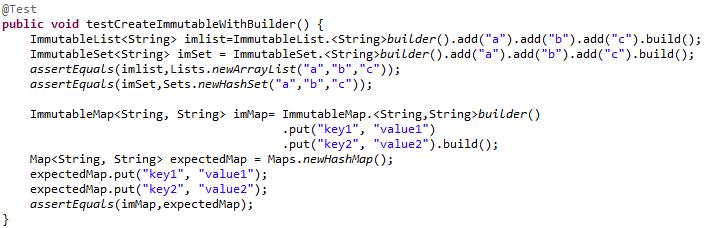 @Test
public void testCreateImmutableWithBuilder() {
    ImmutableList<String> imlist=ImmutableList.<String>builder().add("a").add("b").add("c").build();
    ImmutableSet<String> imSet = ImmutableSet.<String>builder().add("a").add("b").add("c").build();
    assertEquals(imlist,Lists.newArrayList("a","b","c"));
    assertEquals(imSet,Sets.newHashSet("a","b","c"));

    ImmutableMap<String, String> imMap= ImmutableMap.<String,String>builder()
                                        .put("key1", "value1")
                                        .put("key2", "value2").build();
    Map<String, String> expectedMap = Maps.newHashMap();
    expectedMap.put("key1", "value1");
    expectedMap.put("key2", "value2");
    assertEquals(imMap,expectedMap);
}